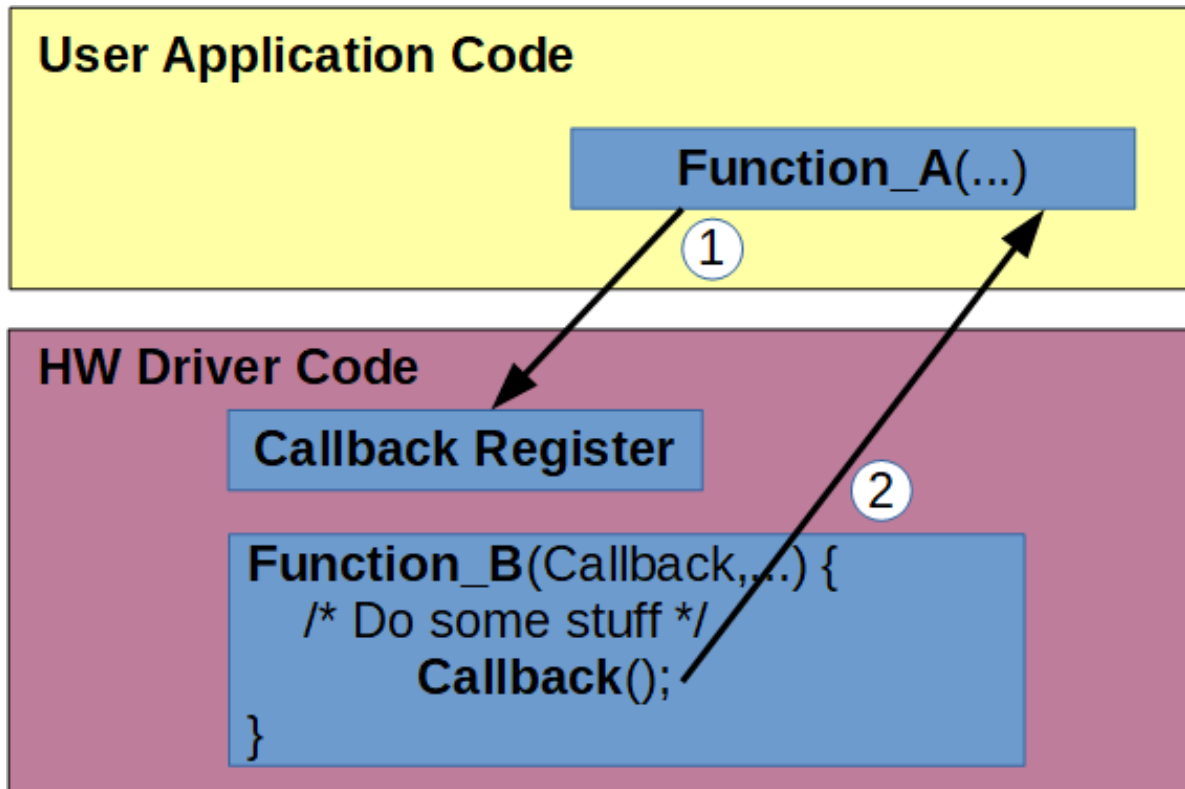 User Application Code
Function_A(...)
1
HW Driver Code
Callback Register
2
Function_B(Callback,...) {
/* Do some stuff */
Callback();
}